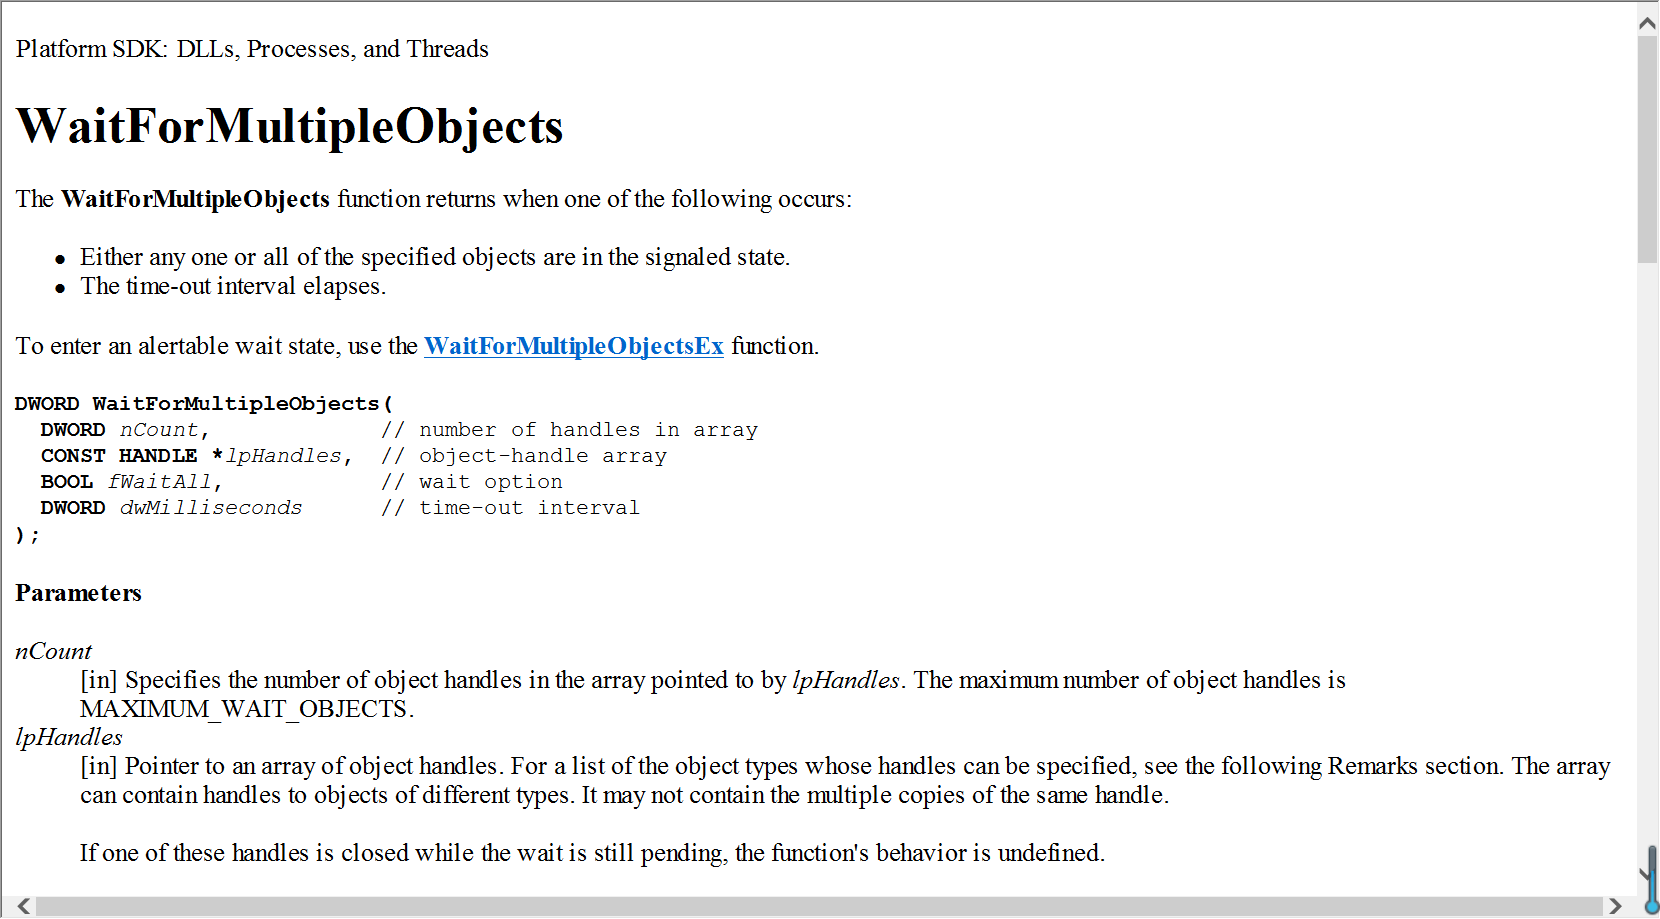 Platform SDK: DLLs, Processes, and Threads
WaitForMultipleObjects
The WaitForMultipleObjects function returns when one of the following occurs:
● Either any one or all of the specified objects are in the signaled state.
● The time-out interval elapses.
To enter an alertable wait state, use the WaitForMultipleObjectsEx function.
DWORD WaitForMultipleObjects(
  DWORD nCount,             // number of handles in array
  CONST HANDLE *lpHandles,  // object-handle array
  BOOL fWaitAll,            // wait option
  DWORD dwMilliseconds      // time-out interval
);
Parameters
nCount
[in] Specifies the number of object handles in the array pointed to by lpHandles. The maximum number of object handles is
MAXIMUM_WAIT_OBJECTS.
lpHandles
[in] Pointer to an array of object handles. For a list of the object types whose handles can be specified, see the following Remarks section. The array
can contain handles to objects of different types. It may not contain the multiple copies of the same handle.
If one of these handles is closed while the wait is still pending, the function's behavior is undefined.